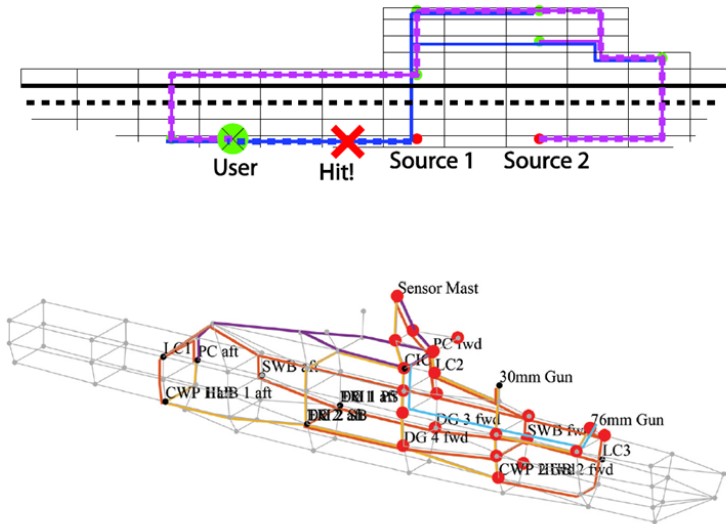 User
Hit!
Source 1
Source 2
Sensor Mast
LC1
PC aft
PC fwd
SWB aft
CIC
LC2
30mm Gun
CWP
1 aft
DG 3 fwd
76mm Gun
SWB fwd
DG 4 fwd
LC3
CWP
2 fwd